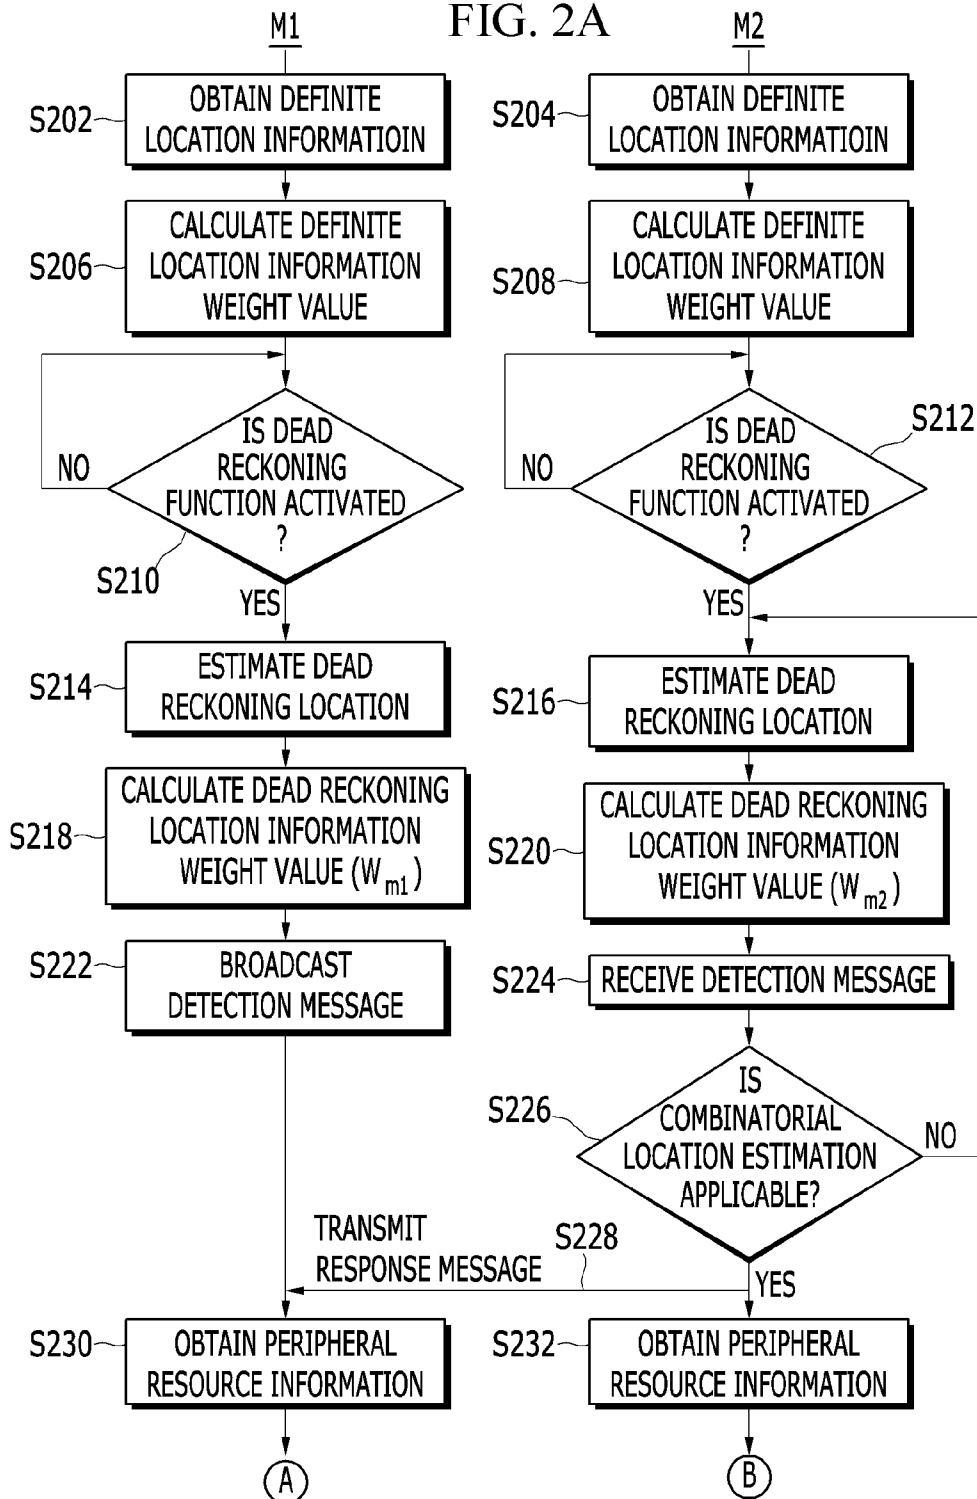 FIG. 2A
M1
M2
S202
OBTAIN DEFINITE
LOCATION INFORMATIOIN
S204
OBTAIN DEFINITE
LOCATION INFORMATIOIN
S206
CALCULATE DEFINITE
LOCATION INFORMATION
WEIGHT VALUE
S208
CALCULATE DEFINITE
LOCATION INFORMATION
WEIGHT VALUE
IS DEAD
RECKONING
FUNCTION ACTIVATED
?
NO
S210
YES
S212
IS DEAD
RECKONING
FUNCTION ACTIVATED
?
NO
YES
S214
ESTIMATE DEAD
RECKONING LOCATION
S216
ESTIMATE DEAD
RECKONING LOCATION
S218
CALCULATE DEAD RECKONING
LOCATION INFORMATION
WEIGHT VALUE (Wm1)
S220
CALCULATE DEAD RECKONING
LOCATION INFORMATION
WEIGHT VALUE (Wm2)
S222
BROADCAST
DETECTION MESSAGE
S224
RECEIVE DETECTION MESSAGE
S226
IS
COMBINATORIAL
LOCATION ESTIMATION
APPLICABLE?
NO
TRANSMIT
RESPONSE MESSAGE
S228
YES
S230
OBTAIN PERIPHERAL
RESOURCE INFORMATION
S232
OBTAIN PERIPHERAL
RESOURCE INFORMATION
A
B